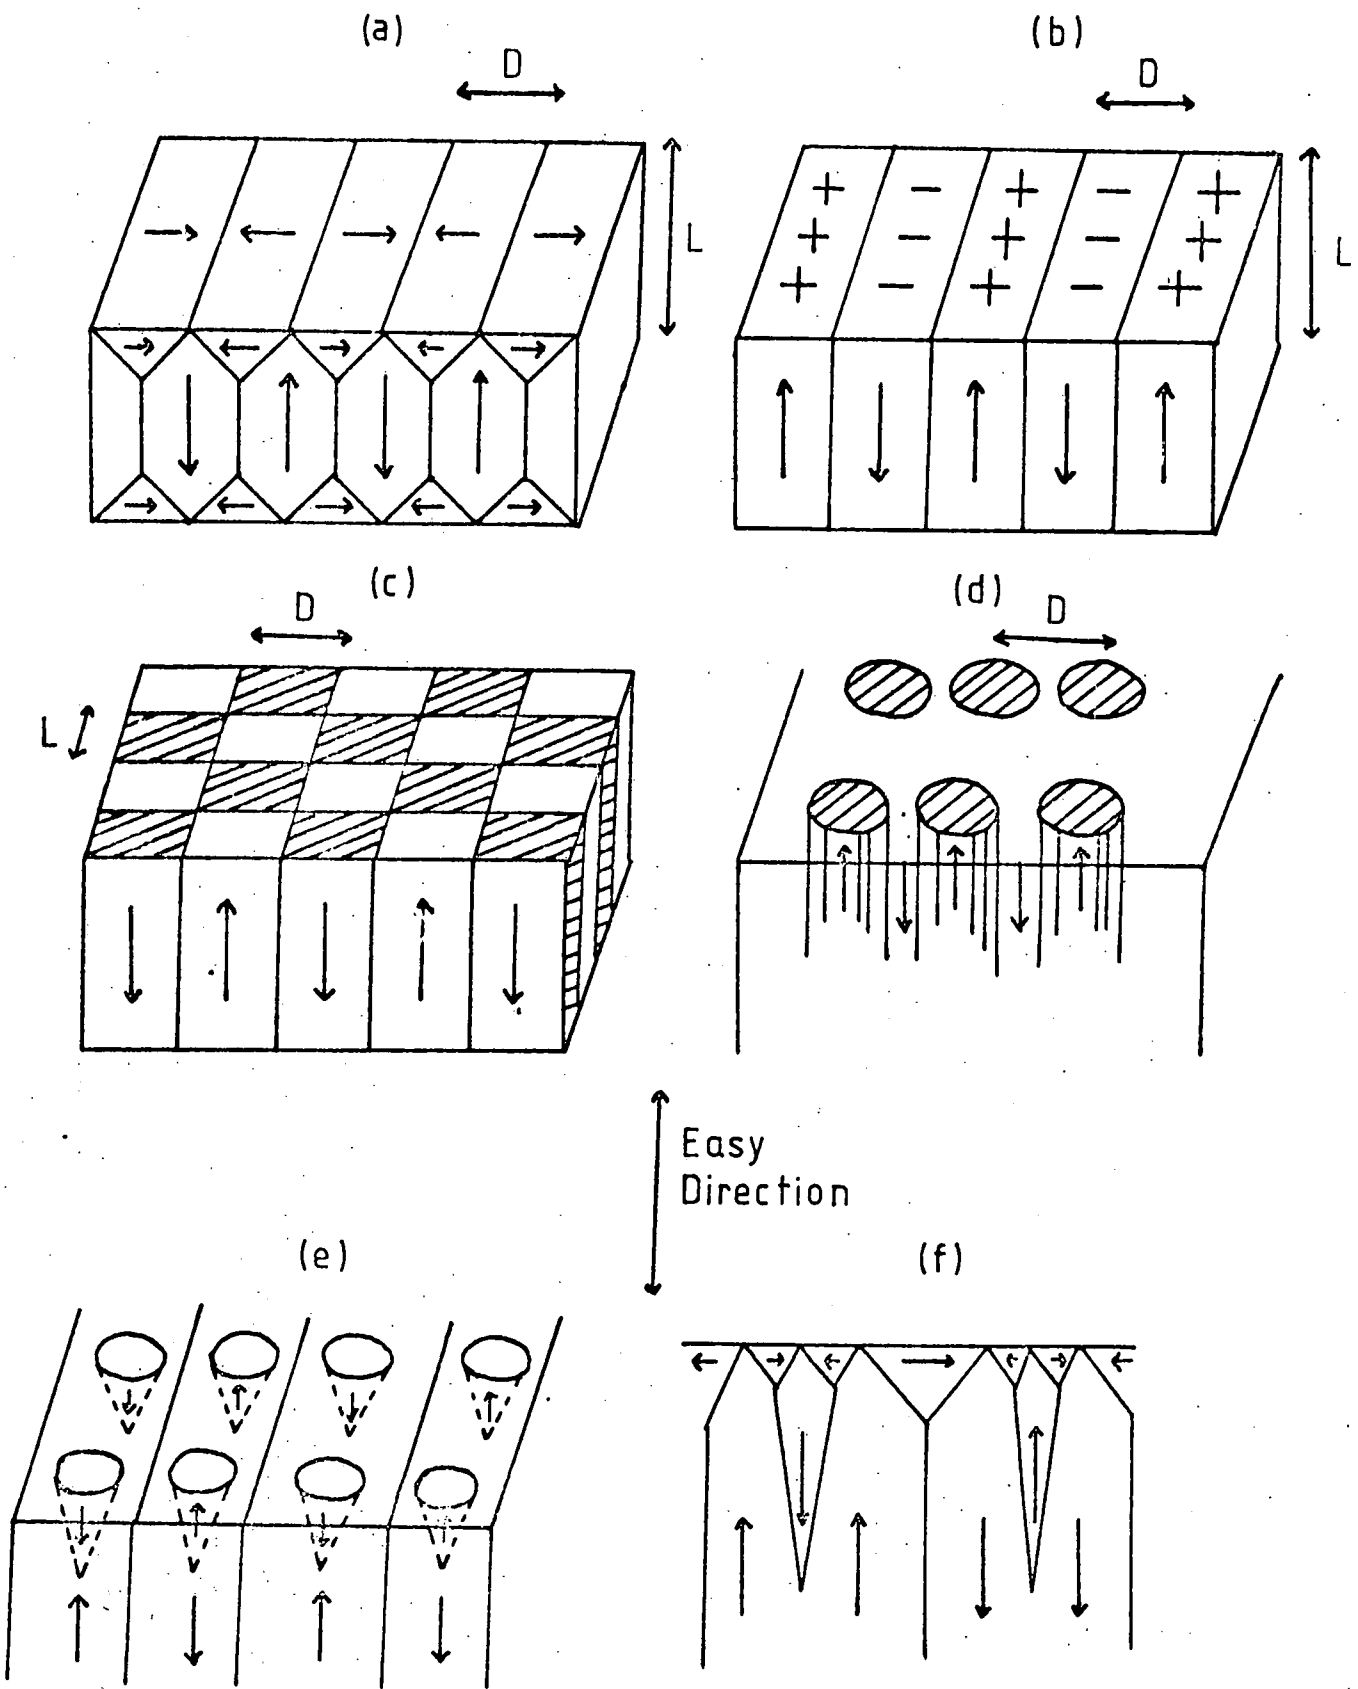 (a)
D
L
(b)
D
+ - + - +
+ - + - +
+ - + - +
L
(c)
D
L
(d)
D
Easy
Direction
(e)
(f)